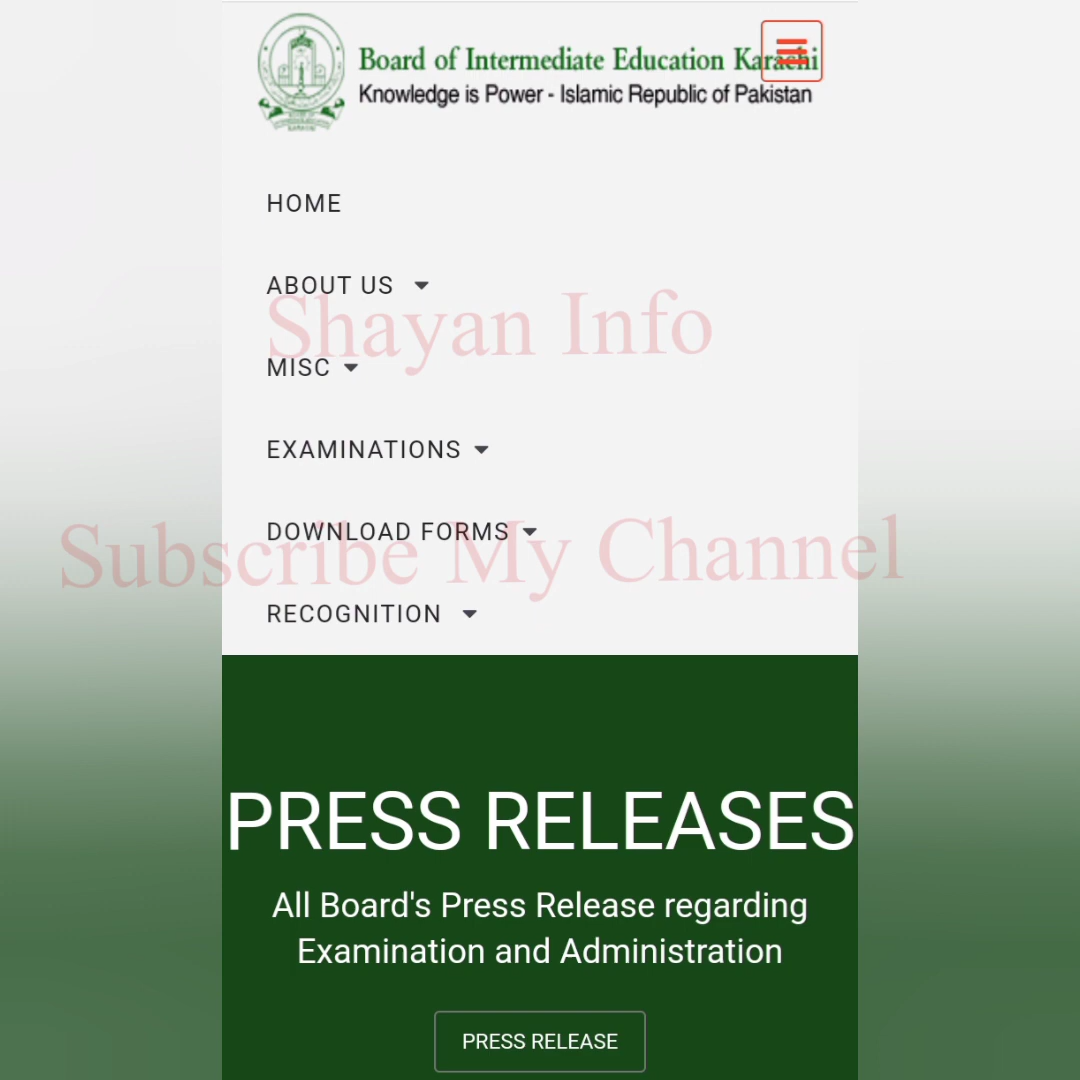 Board of Intermediate Education Karachi
Knowledge is Power - Islamic Republic of Pakistan
HOME
ABOUT US
Shayan Info
MISC
EXAMINATIONS
DOWNLOAD FORMS
Subscribe My Channel
RECOGNITION
PRESS RELEASES
All Board's Press Release regarding
Examination and Administration
PRESS RELEASE